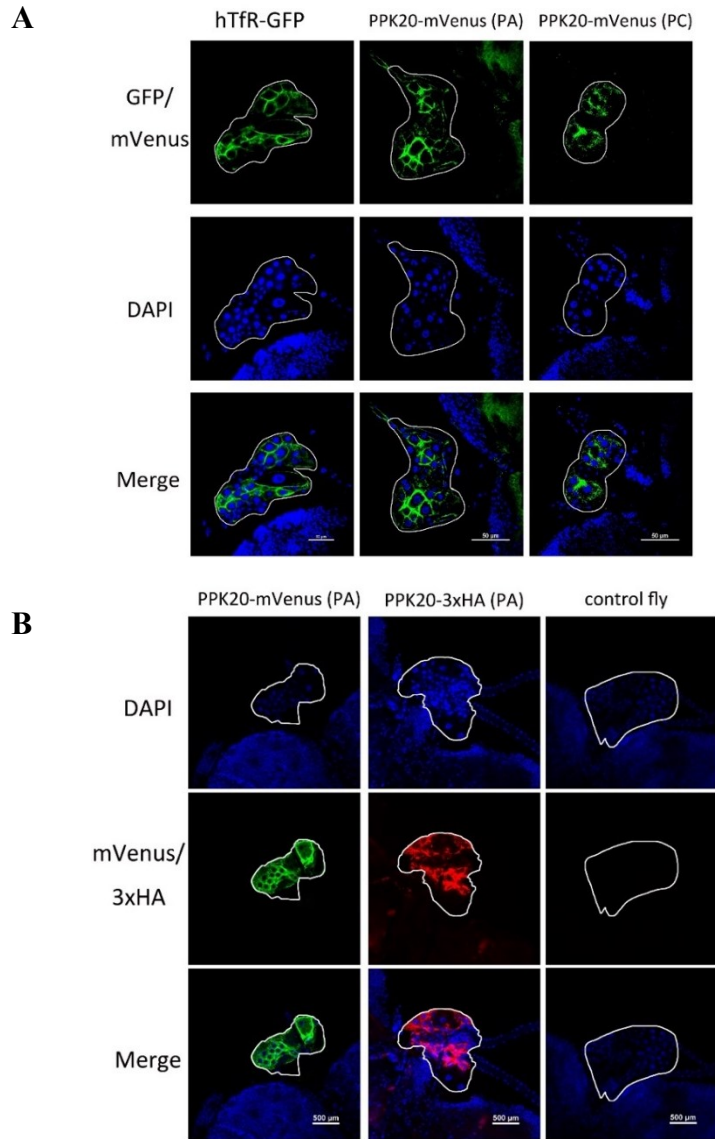 A
hTfR-GFP PPK20-mVenus (PA) PPK20-mVenus (PC)
GFP/
mVenus
DAPI
Merge
50 µm 50 µm
B
PPK20-mVenus (PA) PPK20-3xHA (PA) control fly
DAPI
mVenus/
3xHA
Merge
500 µm 500 µm 500 µm